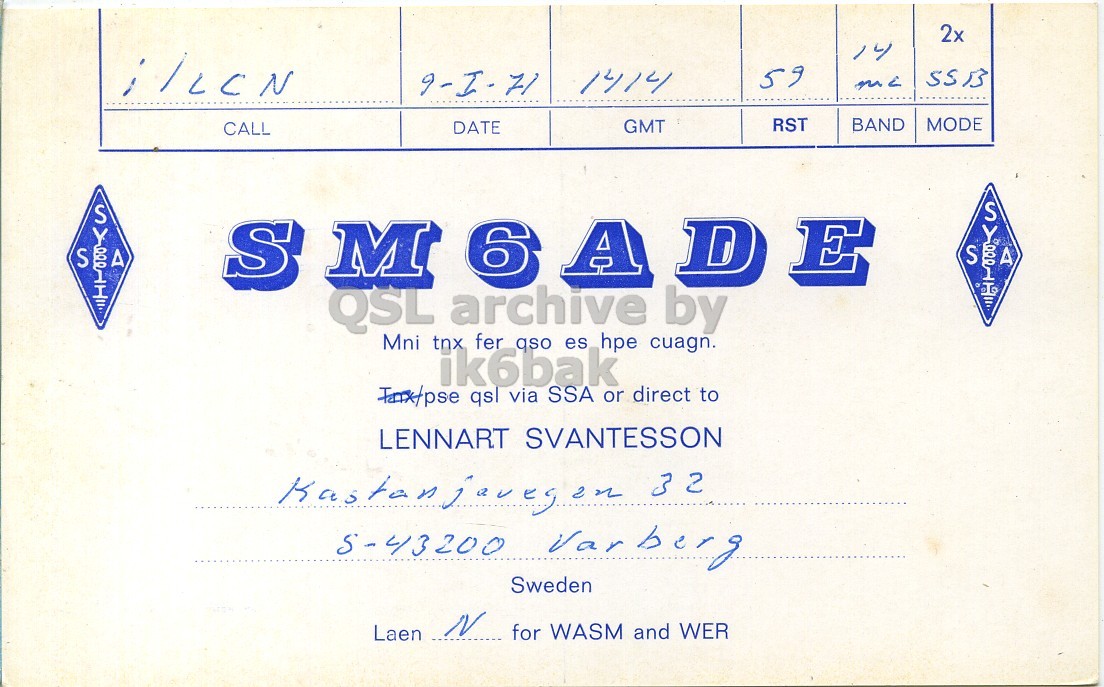 2x
14
i1LCN 9-I-71 1414 59 mc SSB
CALL DATE GMT RST BAND MODE
SM6ADE
S S
Y Y
S A S A
QSL archive by
Mni tnx fer qso es hpe cuagn.
ik6bak
Tnx/pse qsl via SSA or direct to
LENNART SVANTESSON
Kastanjevegen 32
S-43200 Varberg
Sweden
Laen N for WASM and WER